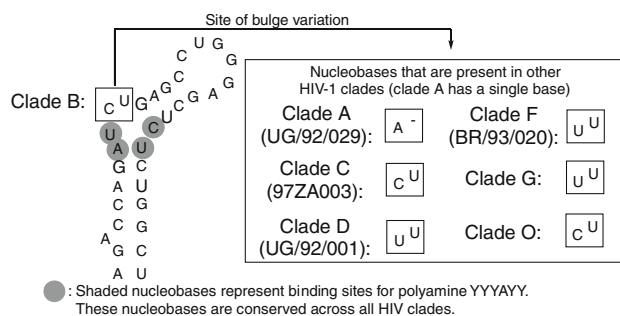 Site of bulge variation
Clade B:
C U
G A G C C U G G G A G C U C U C U G G C U
U A G A C C A G A
Nucleobases that are present in other
HIV-1 clades (clade A has a single base)
Clade A
(UG/92/029):
A -
Clade F
(BR/93/020):
U U
Clade C
(97ZA003):
C U
Clade G:
U U
Clade D
(UG/92/001):
U U
Clade O:
C U
: Shaded nucleobases represent binding sites for polyamine YYYAYY.
These nucleobases are conserved across all HIV clades.